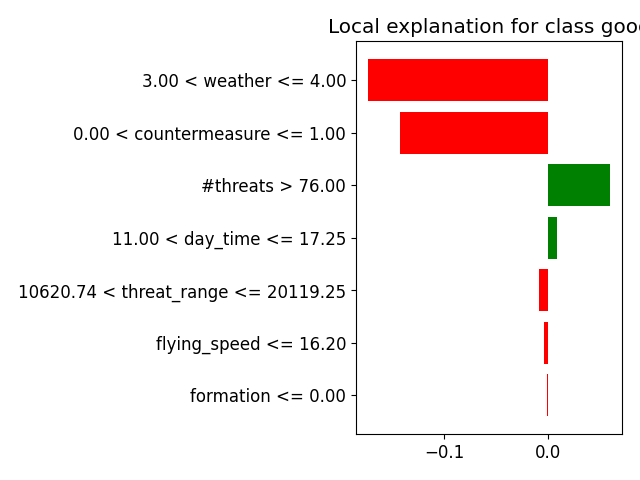 Local explanation for class good
3.00 < weather <= 4.00
0.00 < countermeasure <= 1.00
#threats > 76.00
11.00 < day_time <= 17.25
10620.74 < threat_range <= 20119.25
flying_speed <= 16.20
formation <= 0.00
−0.1 0.0